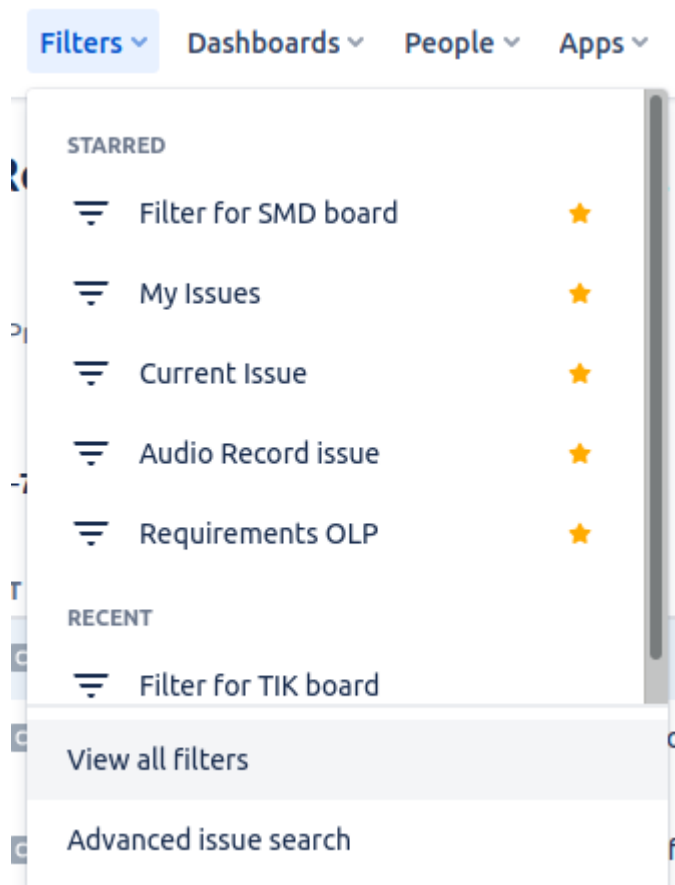 Filters Dashboards People Apps
STARRED
Filter for SMD board
My Issues
Current Issue
Audio Record issue
Requirements OLP
RECENT
Filter for TIK board
View all filters
Advanced issue search